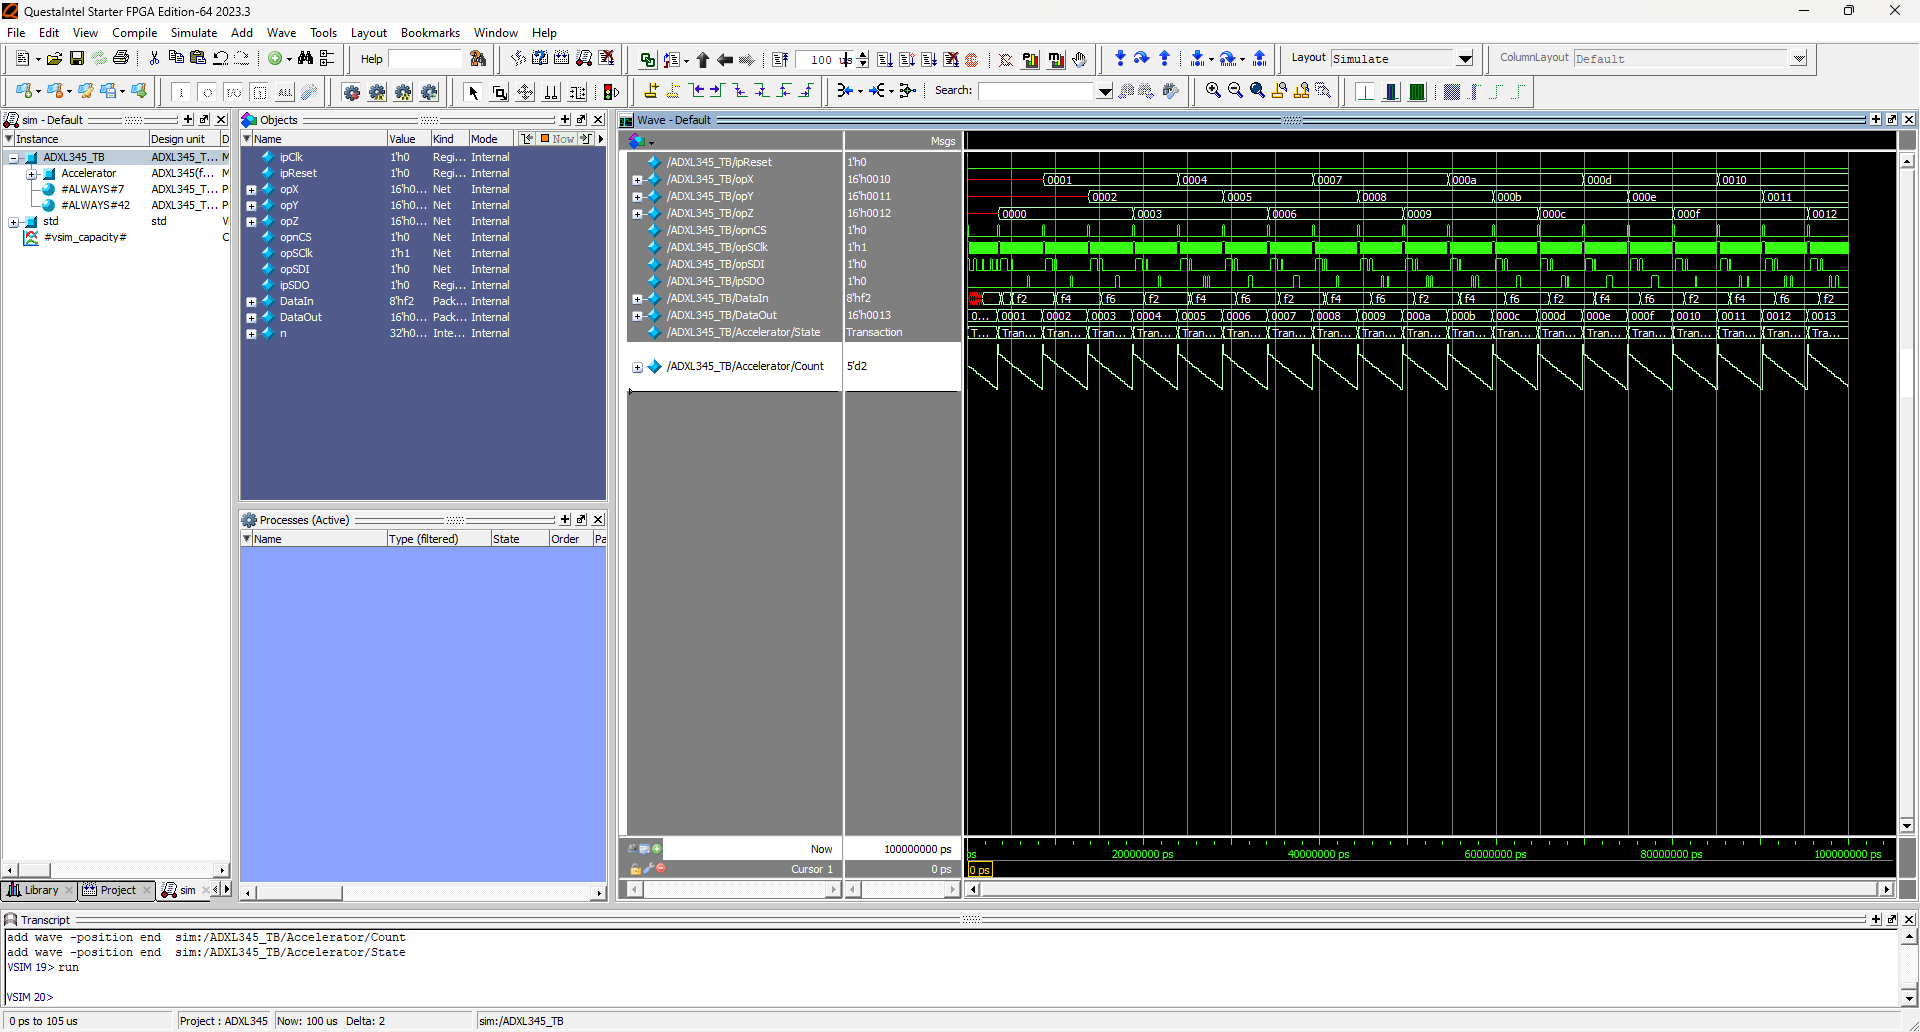 QuestaIntel Starter FPGA Edition-64 2023.3
File Edit View Compile Simulate Add Wave Tools Layout Bookmarks Window Help
Help 100 us Layout Simulate ColumnLayout Default
Search:
sim - Default
Instance Design unit D
ADXL345_TB ADXL345_T... M
Accelerator ADXL345(f... M
#ALWAYS#7 ADXL345_T... P
#ALWAYS#42 ADXL345_T... P
std std V
#vsim_capacity# C
Library Project sim
Objects
Name Value Kind Mode Now
ipClk 1'h0 Regi... Internal
ipReset 1'h0 Regi... Internal
opX 16'h0... Net Internal
opY 16'h0... Net Internal
opZ 16'h0... Net Internal
opnCS 1'h0 Net Internal
opSClk 1'h1 Net Internal
opSDI 1'h0 Net Internal
ipSDO 1'h0 Regi... Internal
DataIn 8'hf2 Pack... Internal
DataOut 16'h0... Pack... Internal
n 32'h0... Inte... Internal
Processes (Active)
Name Type (filtered) State Order Pa
Wave - Default
Msgs
/ADXL345_TB/ipReset 1'h0
/ADXL345_TB/opX 16'h0010 0001 0004 0007 000a 000d 0010
/ADXL345_TB/opY 16'h0011 0002 0005 0008 000b 000e 0011
/ADXL345_TB/opZ 16'h0012 0000 0003 0006 0009 000c 000f 0012
/ADXL345_TB/opnCS 1'h0
/ADXL345_TB/opSClk 1'h1
/ADXL345_TB/opSDI 1'h0
/ADXL345_TB/ipSDO 1'h0
/ADXL345_TB/DataIn 8'hf2 f2 f4 f6 f2 f4 f6 f2 f4 f6 f2 f4 f6 f2 f4 f6 f2 f4 f6 f2
/ADXL345_TB/DataOut 16'h0013 0... 0001 0002 0003 0004 0005 0006 0007 0008 0009 000a 000b 000c 000d 000e 000f 0010 0011 0012 0013
/ADXL345_TB/Accelerator/State Transaction T... Tran... Tran... Tran... Tran... Tran... Tran... Tran... Tran... Tran... Tran... Tran... Tran... Tran... Tran... Tran... Tran... Tran... Tran... Tra...
/ADXL345_TB/Accelerator/Count 5'd2
Now 100000000 ps ps 20000000 ps 40000000 ps 60000000 ps 80000000 ps 100000000 ps
Cursor 1 0 ps 0 ps
Transcript
add wave -position end sim:/ADXL345_TB/Accelerator/Count
add wave -position end sim:/ADXL345_TB/Accelerator/State
VSIM 19> run
VSIM 20>
0 ps to 105 us Project : ADXL345 Now: 100 us Delta: 2 sim:/ADXL345_TB